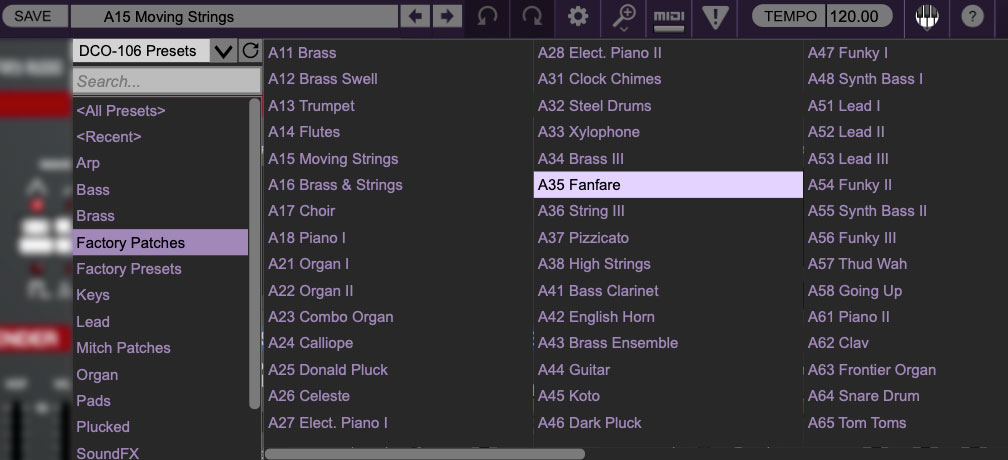 SAVE
A15 Moving Strings
MIDI
TEMPO
120.00
?
DCO-106 Presets
Search...
<All Presets>
<Recent>
Arp
Bass
Brass
Factory Patches
Factory Presets
Keys
Lead
Mitch Patches
Organ
Pads
Plucked
SoundFX
A11 Brass
A12 Brass Swell
A13 Trumpet
A14 Flutes
A15 Moving Strings
A16 Brass & Strings
A17 Choir
A18 Piano I
A21 Organ I
A22 Organ II
A23 Combo Organ
A24 Calliope
A25 Donald Pluck
A26 Celeste
A27 Elect. Piano I
A28 Elect. Piano II
A31 Clock Chimes
A32 Steel Drums
A33 Xylophone
A34 Brass III
A35 Fanfare
A36 String III
A37 Pizzicato
A38 High Strings
A41 Bass Clarinet
A42 English Horn
A43 Brass Ensemble
A44 Guitar
A45 Koto
A46 Dark Pluck
A47 Funky I
A48 Synth Bass I
A51 Lead I
A52 Lead II
A53 Lead III
A54 Funky II
A55 Synth Bass II
A56 Funky III
A57 Thud Wah
A58 Going Up
A61 Piano II
A62 Clav
A63 Frontier Organ
A64 Snare Drum
A65 Tom Toms